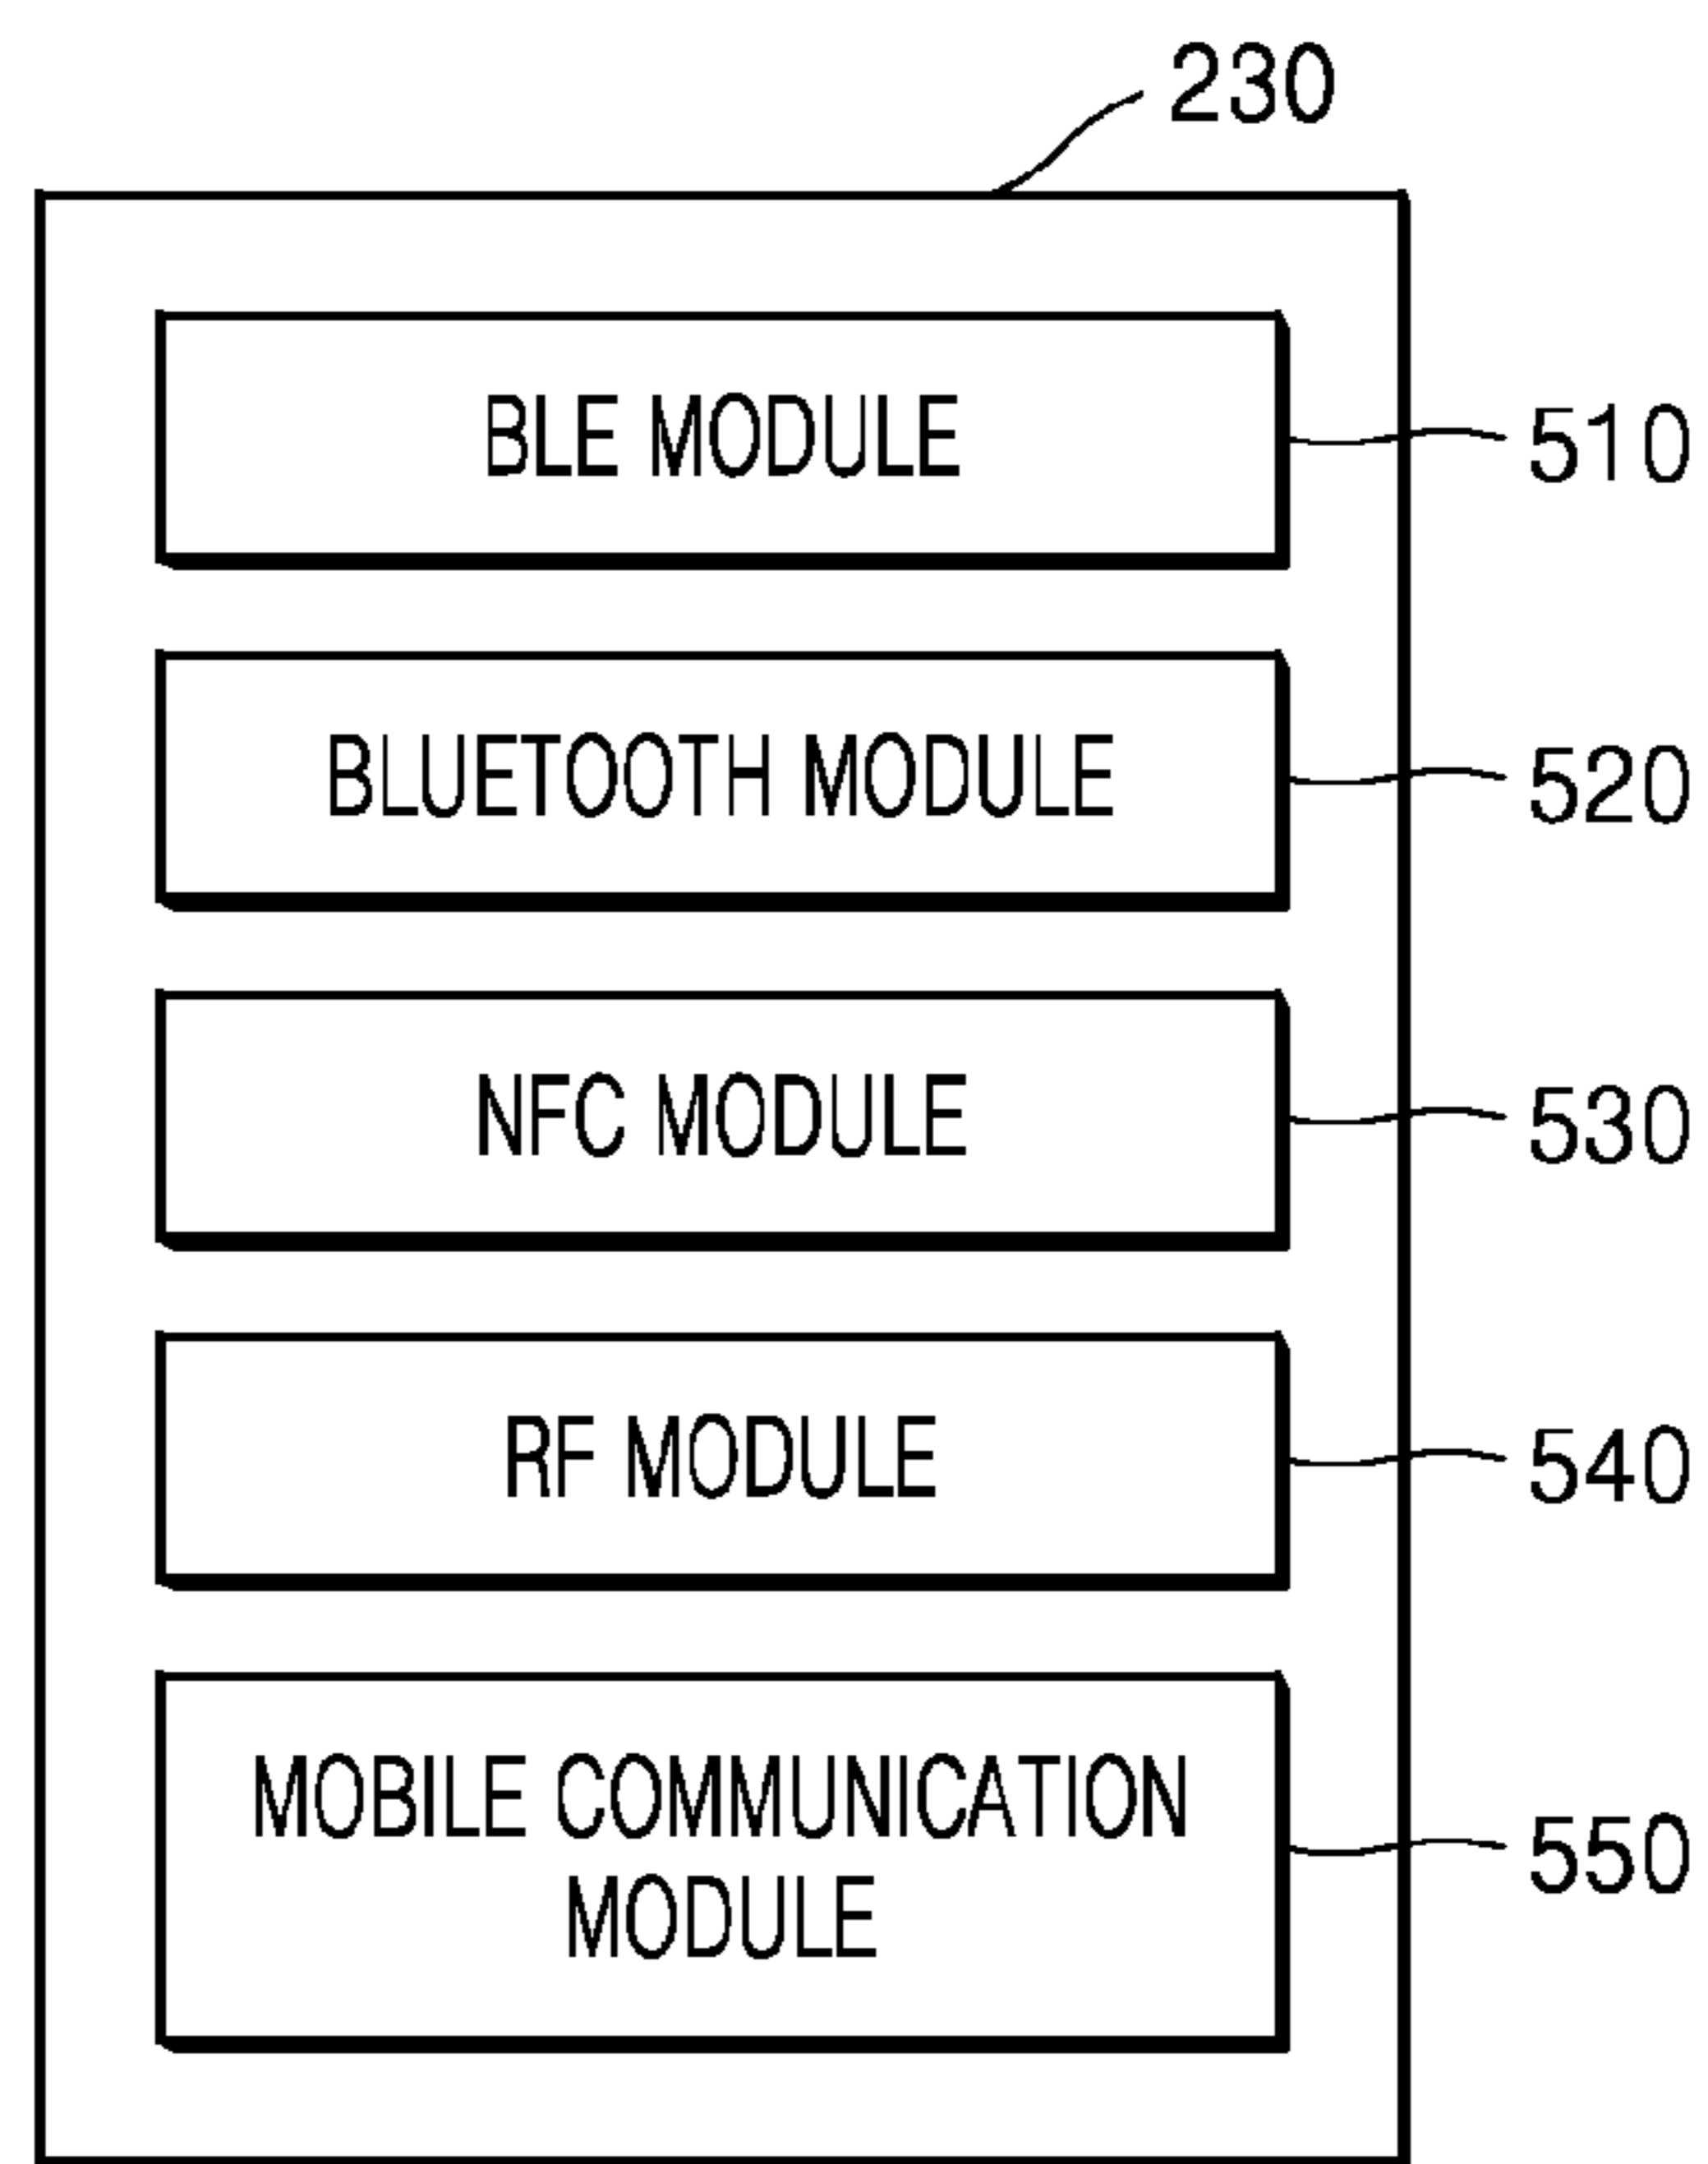 230
BLE MODULE
510
BLUETOOTH MODULE
520
NFC MODULE
530
RF MODULE
540
MOBILE COMMUNICATION
MODULE
550